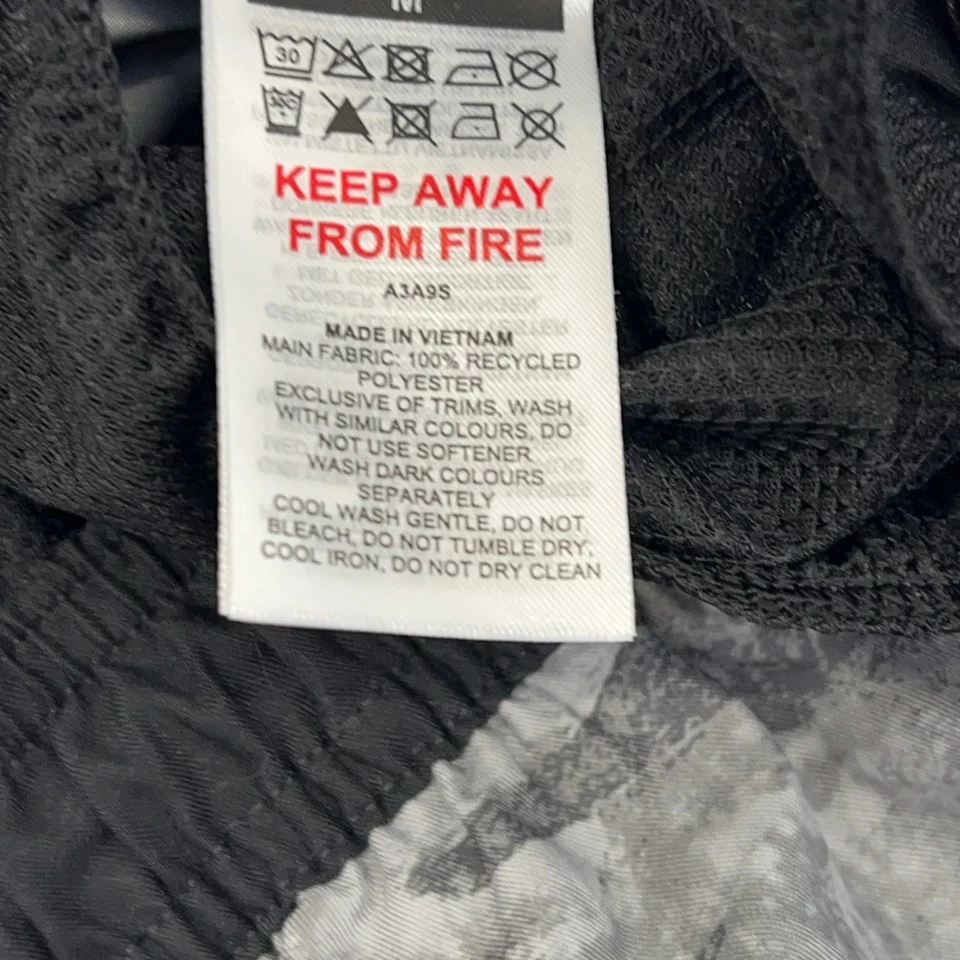 M
30
30C
KEEP AWAY
FROM FIRE
A3A9S
MADE IN VIETNAM
MAIN FABRIC: 100% RECYCLED
POLYESTER
EXCLUSIVE OF TRIMS, WASH
WITH SIMILAR COLOURS, DO
NOT USE SOFTENER.
WASH DARK COLOURS
SEPARATELY
COOL WASH GENTLE, DO NOT
BLEACH, DO NOT TUMBLE DRY,
COOL IRON, DO NOT DRY CLEAN